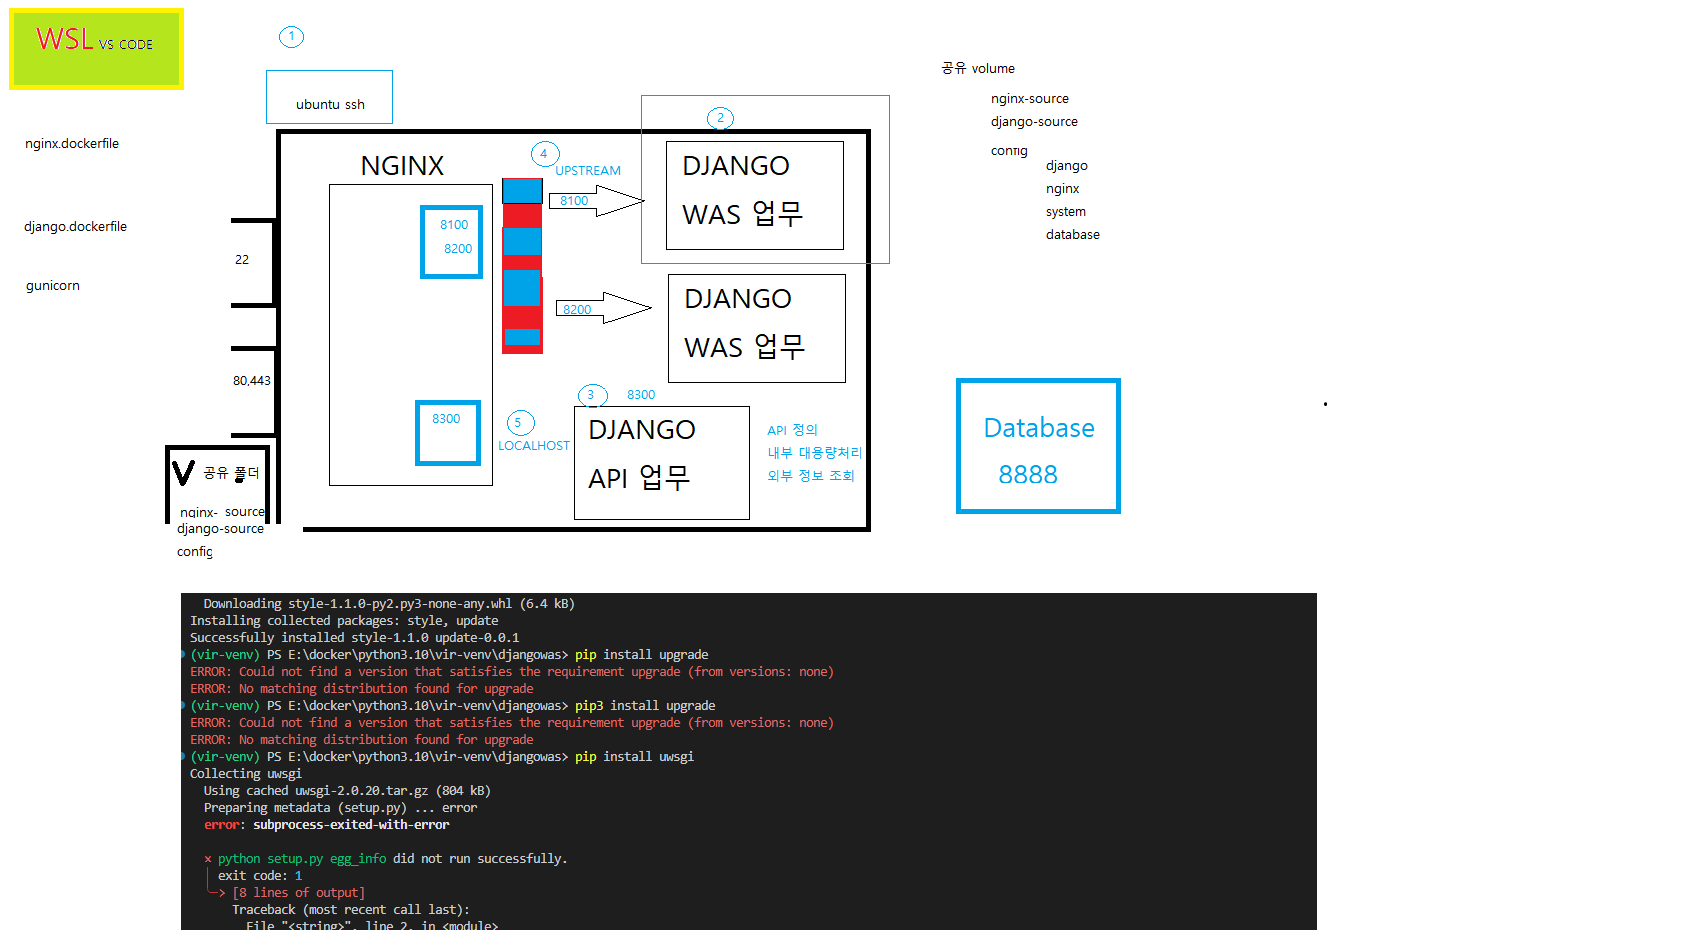 WSL VS CODE
1
ubuntu ssh
nginx.dockerfile
django.dockerfile
gunicorn
22
80,443
V 공유 폴더
nginx- source
django-source
config
NGINX
8100
8200
8300
4
UPSTREAM
8100
8200
5
LOCALHOST
2
DJANGO
WAS 업무
DJANGO
WAS 업무
3
8300
DJANGO
API 업무
API 정의
내부 대용량처리
외부 정보 조회
공유 volume
nginx-source
django-source
config
django
nginx
system
database
Database
8888
Downloading style-1.1.0-py2.py3-none-any.whl (6.4 kB)
Installing collected packages: style, update
Successfully installed style-1.1.0 update-0.0.1
(vir-venv) PS E:\docker\python3.10\vir-venv\djangowas> pip install upgrade
ERROR: Could not find a version that satisfies the requirement upgrade (from versions: none)
ERROR: No matching distribution found for upgrade
(vir-venv) PS E:\docker\python3.10\vir-venv\djangowas> pip3 install upgrade
ERROR: Could not find a version that satisfies the requirement upgrade (from versions: none)
ERROR: No matching distribution found for upgrade
(vir-venv) PS E:\docker\python3.10\vir-venv\djangowas> pip install uwsgi
Collecting uwsgi
Using cached uwsgi-2.0.20.tar.gz (804 kB)
Preparing metadata (setup.py) ... error
error: subprocess-exited-with-error
× python setup.py egg_info did not run successfully.
exit code: 1
[8 lines of output]
Traceback (most recent call last):
File "<string>", line 2, in <module>